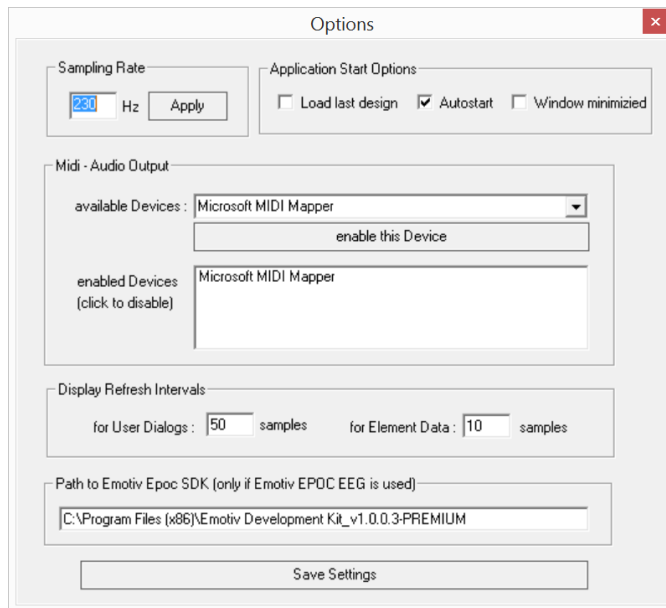 Options
Sampling Rate
230 Hz Apply
Application Start Options
Load last design Autostart Window minimizied
Midi - Audio Output
available Devices : Microsoft MIDI Mapper
enable this Device
enabled Devices
(click to disable)
Microsoft MIDI Mapper
Display Refresh Intervals
for User Dialogs : 50 samples for Element Data : 10 samples
Path to Emotiv Epoc SDK (only if Emotiv EPOC EEG is used)
C:\Program Files (x86)\Emotiv Development Kit_v1.0.0.3-PREMIUM
Save Settings